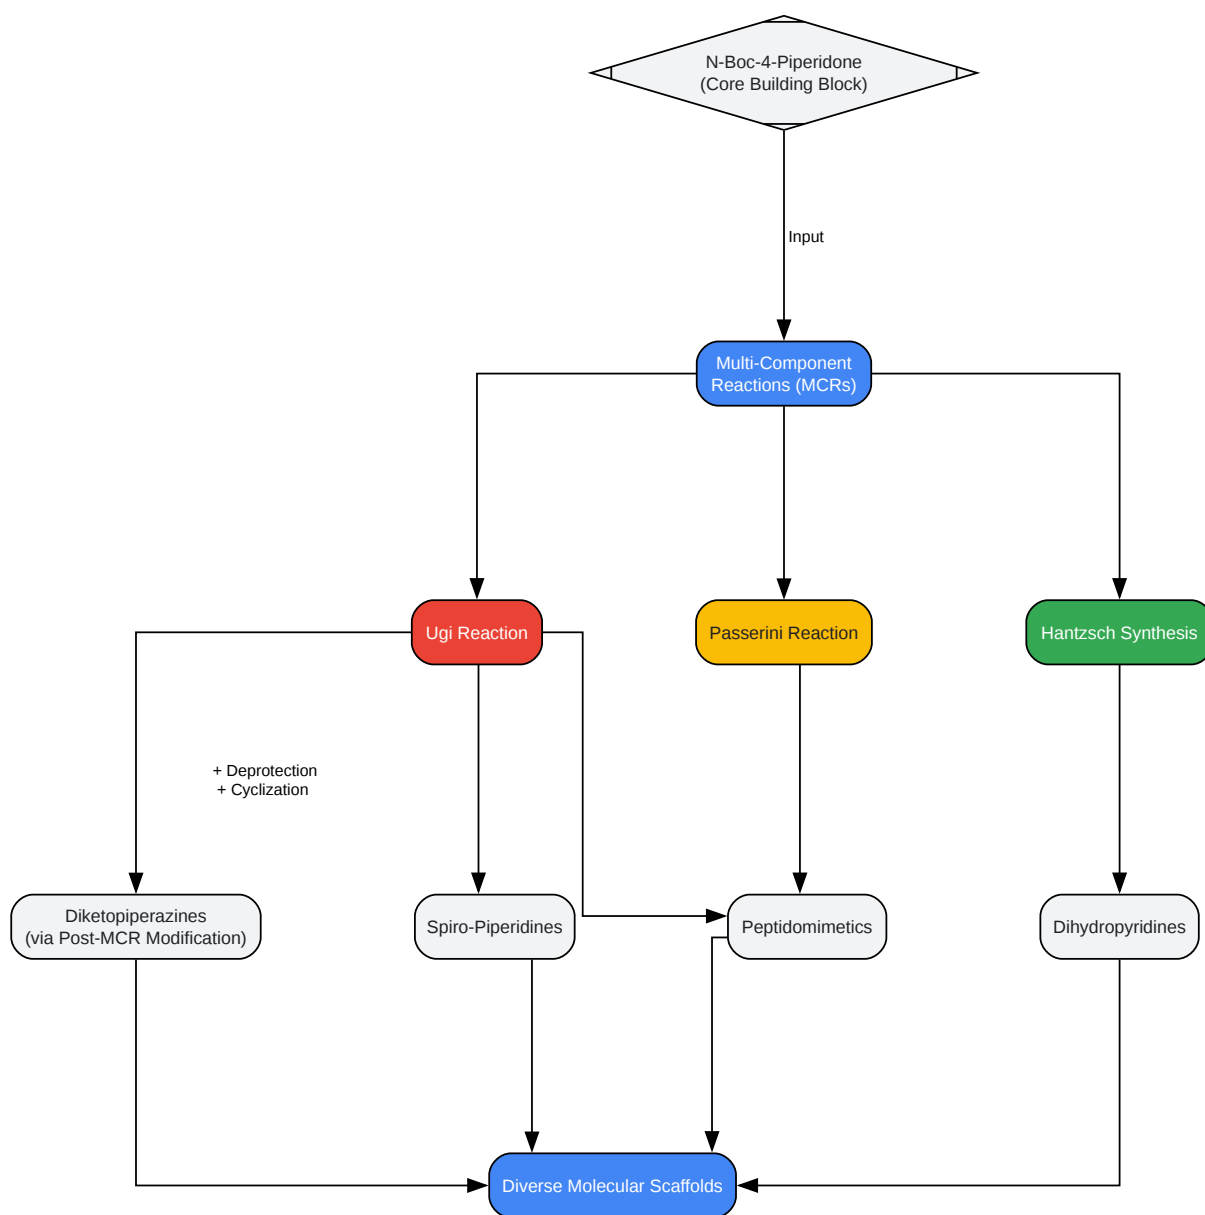 N-Boc-4-Piperidone
(Core Building Block)
Input
Multi-Component
Reactions (MCRs)
Ugi Reaction
Passerini Reaction
Hantzsch Synthesis
+ Deprotection
+ Cyclization
Diketopiperazines
(via Post-MCR Modification)
Spiro-Piperidines
Peptidomimetics
Dihydropyridines
Diverse Molecular Scaffolds